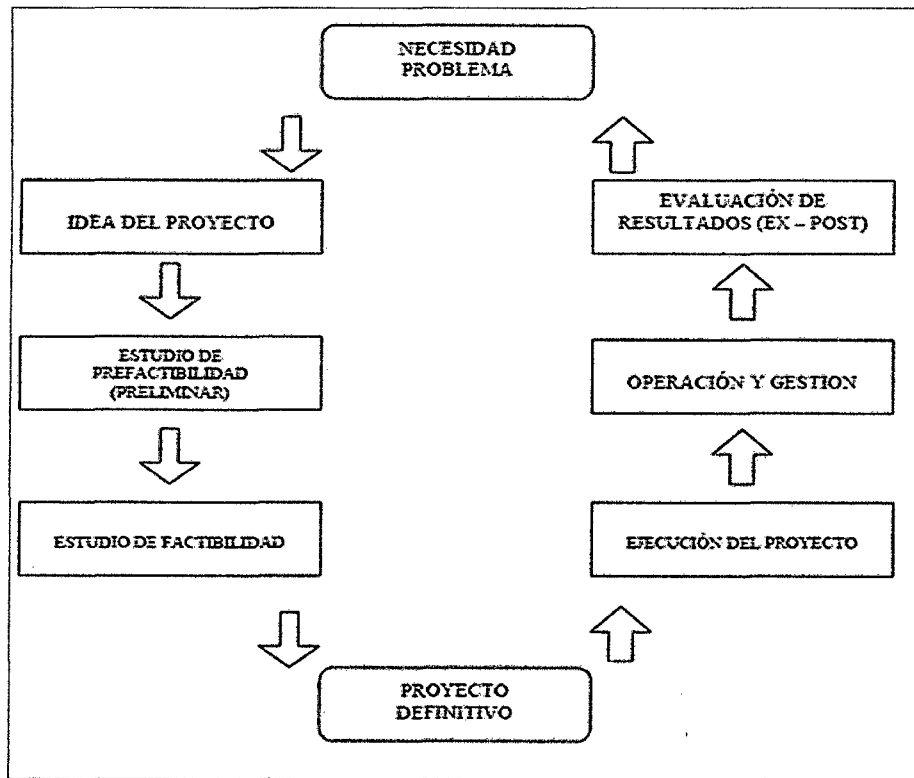 NECESIDAD
PROBLEMA
IDEA DEL PROYECTO
ESTUDIO DE
PREFACTIBILIDAD
(PRELIMINAR)
ESTUDIO DE FACTIBILIDAD
PROYECTO
DEFINITIVO
EJECUCIÓN DEL PROYECTO
OPERACIÓN Y GESTION
EVALUACIÓN DE
RESULTADOS (EX – POST)